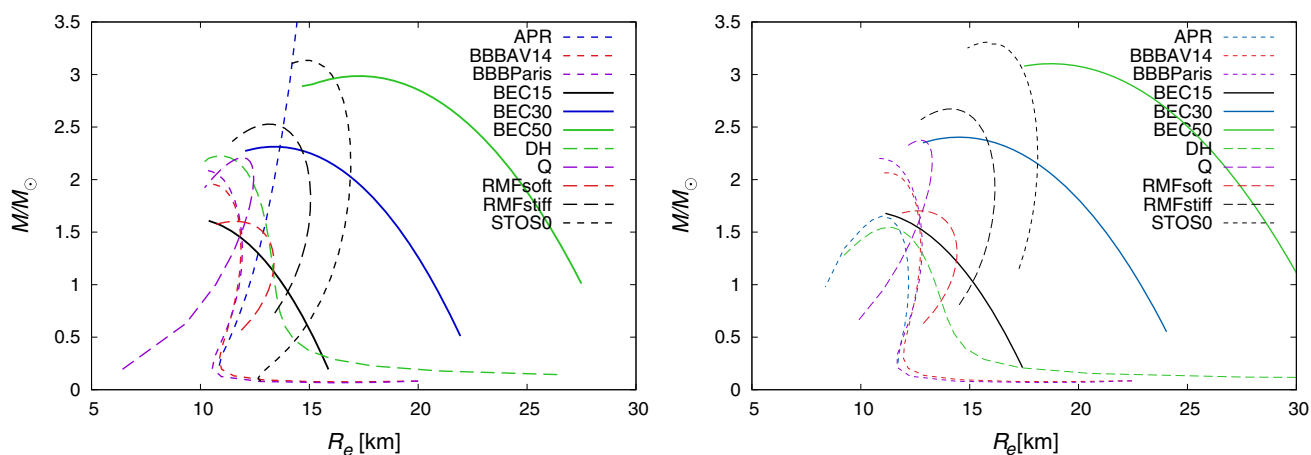 3.5
3
2.5
2
1.5
1
0.5
0
M/M⊙
5
10
15
20
25
30
R_e [km]
APR
BBBAV14
BBBParis
BEC15
BEC30
BEC50
DH
Q
RMFsoft
RMFstiff
STOS0
3.5
3
2.5
2
1.5
1
0.5
0
M/M⊙
5
10
15
20
25
30
R_e[km]
APR
BBBAV14
BBBParis
BEC15
BEC30
BEC50
DH
Q
RMFsoft
RMFstiff
STOS0